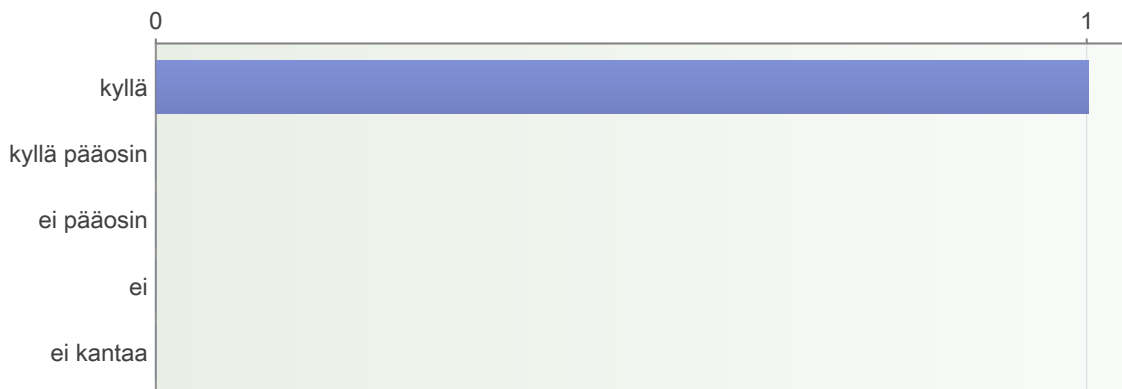 0 1
kyllä
kyllä pääosin
ei pääosin
ei
ei kantaa